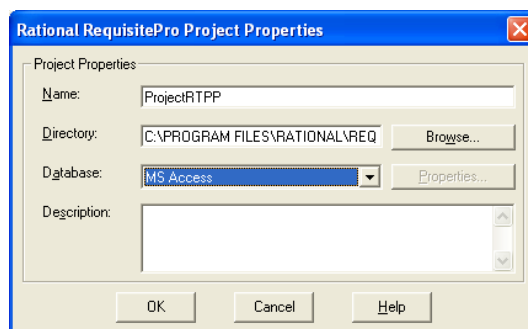 Rational RequisitePro Project Properties
Project Properties
Name:
ProjectRTPP
Directory:
C:\PROGRAM FILES\RATIONAL\REQ
Browse...
Database:
MS Access
Properties...
Description:
OK
Cancel
Help